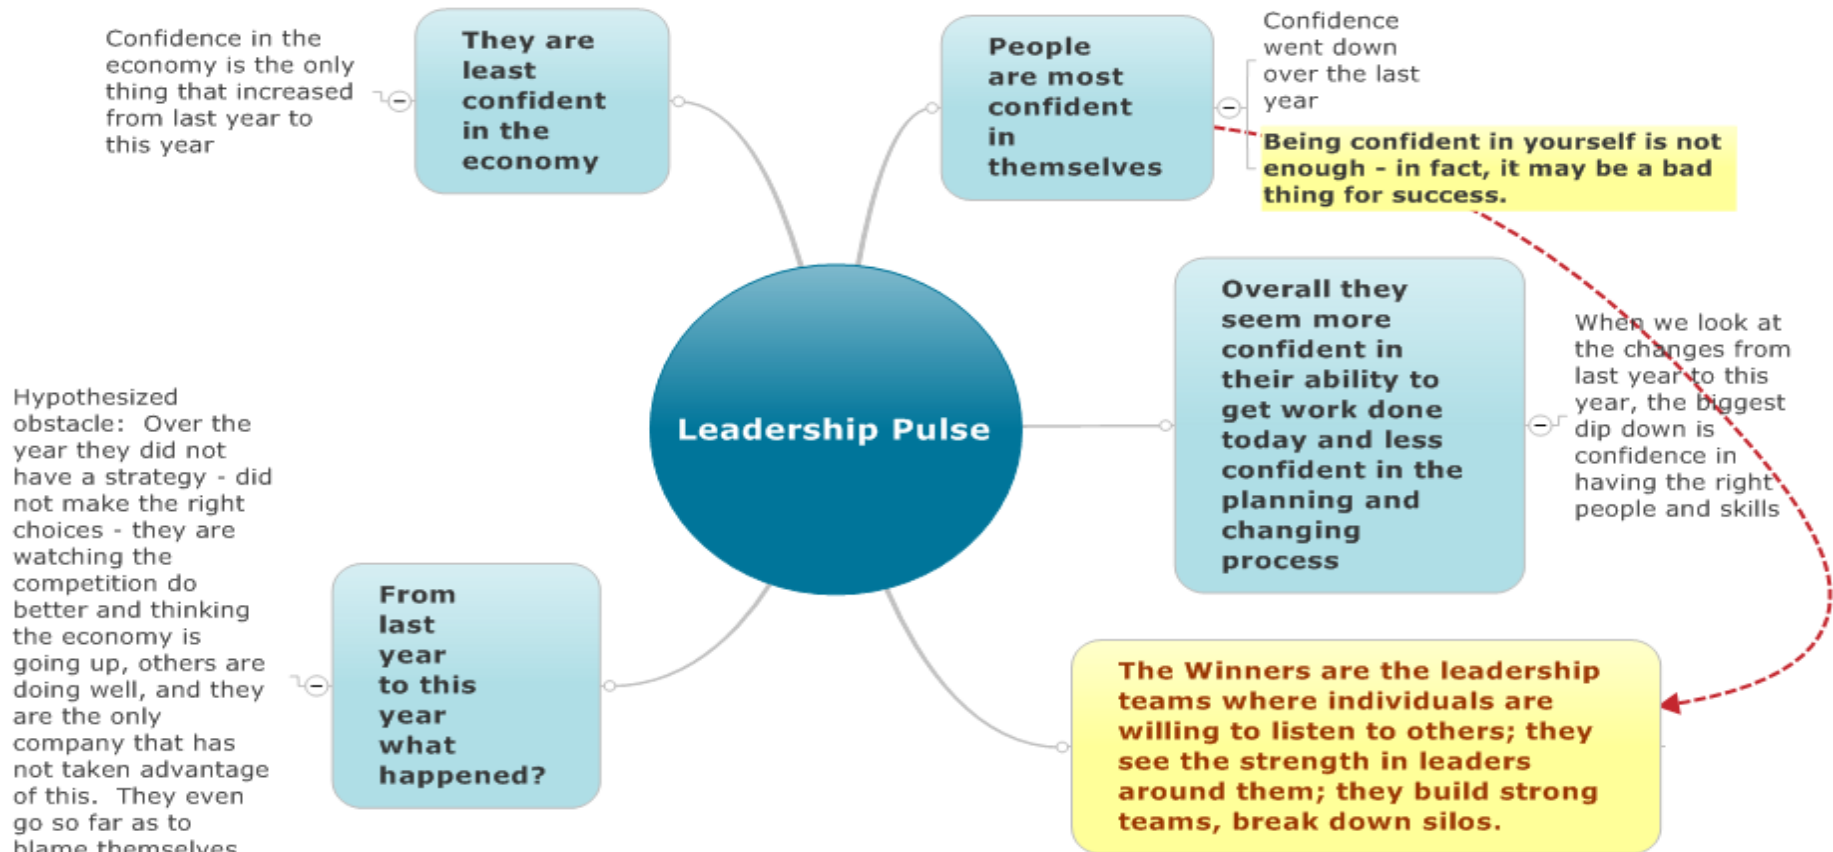 Confidence in the
economy is the only
thing that increased
from last year to
this year
They are
least
confident
in the
economy
People
are most
confident
in
themselves
Confidence
went down
over the last
year
Being confident in yourself is not
enough - in fact, it may be a bad
thing for success.
Leadership Pulse
Overall they
seem more
confident in
their ability to
get work done
today and less
confident in the
planning and
changing
process
When we look at
the changes from
last year to this
year, the biggest
dip down is
confidence in
having the right
people and skills
Hypothesized
obstacle:  Over the
year they did not
have a strategy - did
not make the right
choices - they are
watching the
competition do
better and thinking
the economy is
going up, others are
doing well, and they
are the only
company that has
not taken advantage
of this.  They even
go so far as to
blame themselves
From
last
year
to this
year
what
happened?
The Winners are the leadership
teams where individuals are
willing to listen to others; they
see the strength in leaders
around them; they build strong
teams, break down silos.